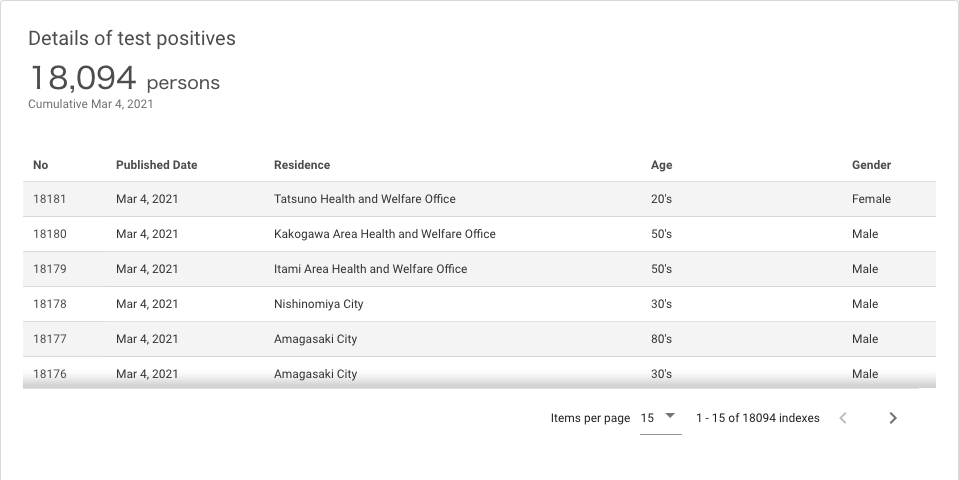 Details of test positives
18,094 persons
Cumulative Mar 4, 2021
No Published Date Residence Age Gender
18181 Mar 4, 2021 Tatsuno Health and Welfare Office 20's Female
18180 Mar 4, 2021 Kakogawa Area Health and Welfare Office 50's Male
18179 Mar 4, 2021 Itami Area Health and Welfare Office 50's Male
18178 Mar 4, 2021 Nishinomiya City 30's Male
18177 Mar 4, 2021 Amagasaki City 80's Male
18176 Mar 4, 2021 Amagasaki City 30's Male
Items per page 15 1 - 15 of 18094 indexes